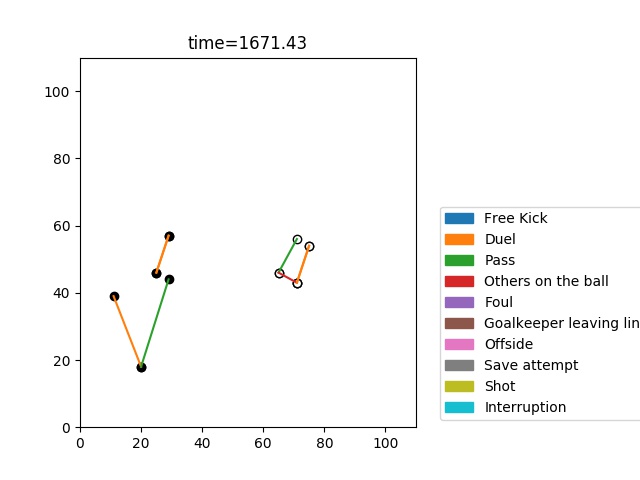 time=1671.43
100
80
60
40
20
0
0 20 40 60 80 100
Free Kick
Duel
Pass
Others on the ball
Foul
Goalkeeper leaving lin
Offside
Save attempt
Shot
Interruption